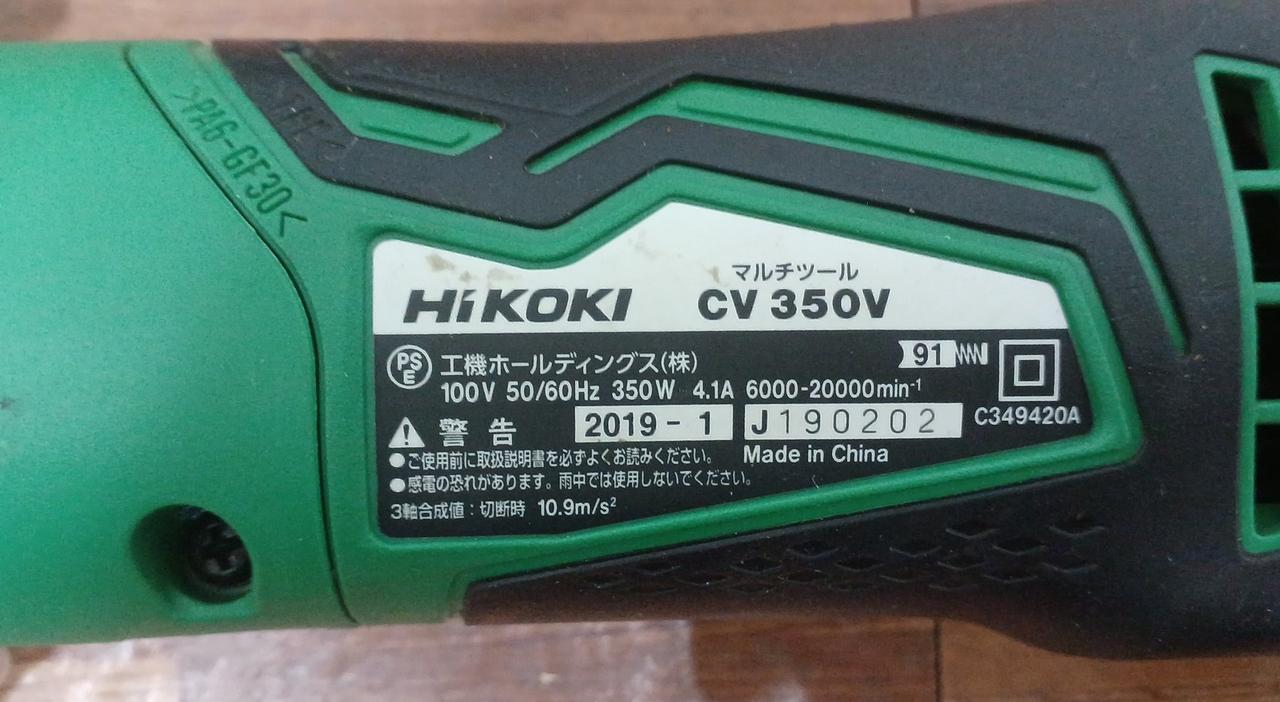 >PA6-GF30<
マルチツール
HiKOKI CV 350V
PS
E
工機ホールディングス(株)
91
100V 50/60Hz 350W 4.1A 6000-20000min⁻¹
警告
2019 - 1
J190202
C349420A
●ご使用前に取扱説明書を必ずよくお読みください。
Made in China
●感電の恐れがあります。雨中では使用しないでください。
3軸合成値：切断時 10.9m/s²